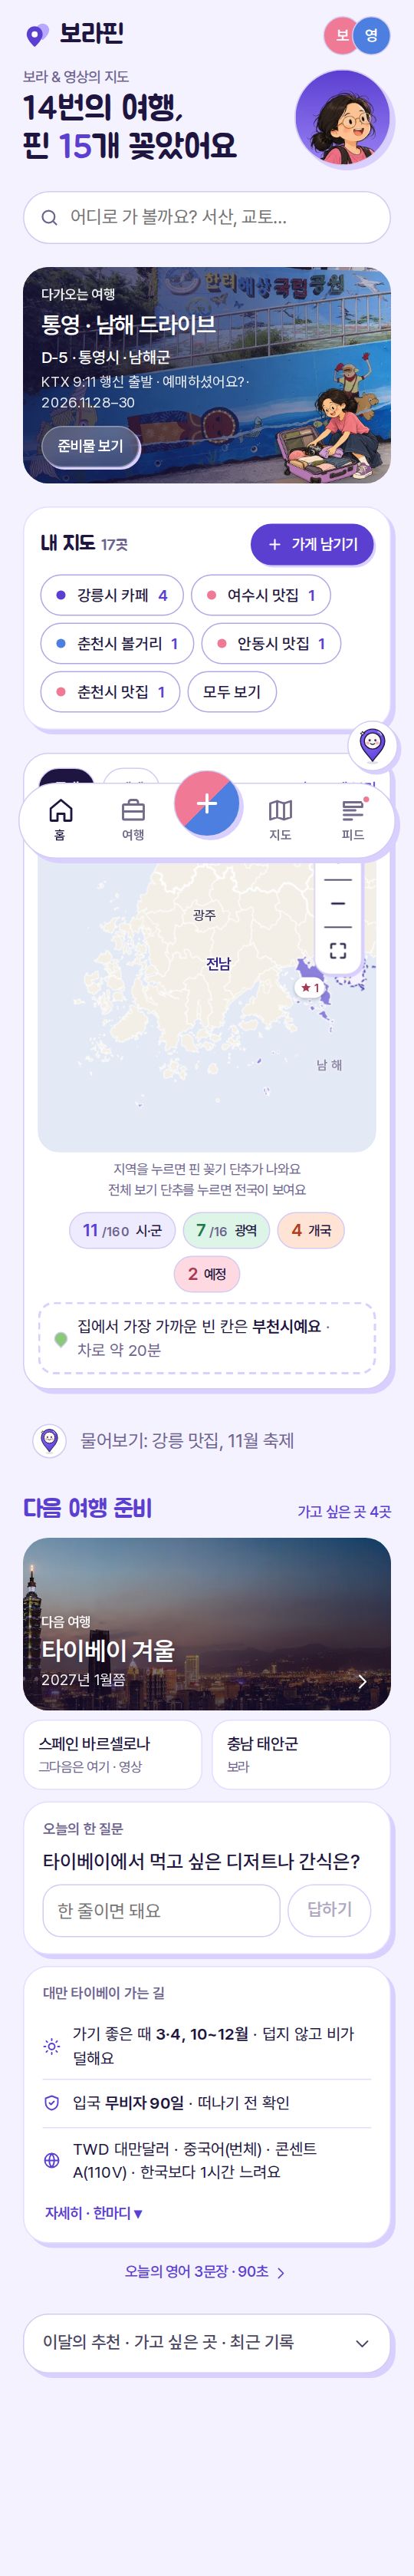 보라핀
보 영
보라 & 영상의 지도
14번의 여행,
핀 15개 꽂았어요
어디로 가 볼까요? 서산, 교토...
다가오는 여행
통영 · 남해 드라이브
D-5 · 통영시 · 남해군
KTX 9:11 행신 출발 · 예매하셨어요? ·
2026.11.28–30
준비물 보기
내 지도 17곳
+ 가게 남기기
강릉시 카페 4
여수시 맛집 1
춘천시 볼거리 1
안동시 맛집 1
춘천시 맛집 1
모두 보기
홈
여행
+
지도
피드
광주
전남
★ 1
남 해
지역을 누르면 핀 꽂기 단추가 나와요
전체 보기 단추를 누르면 전국이 보여요
11 /160 시·군
7 /16 광역
4 개국
2 예정
집에서 가장 가까운 빈 칸은 부천시예요 ·
차로 약 20분
물어보기: 강릉 맛집, 11월 축제
다음 여행 준비
가고 싶은 곳 4곳
다음 여행
타이베이 겨울
2027년 1월쯤
스페인 바르셀로나
그다음은 여기 · 영상
충남 태안군
보라
오늘의 한 질문
타이베이에서 먹고 싶은 디저트나 간식은?
한 줄이면 돼요
답하기
대만 타이베이 가는 길
가기 좋은 때 3·4, 10~12월 · 덥지 않고 비가
덜해요
입국 무비자 90일 · 떠나기 전 확인
TWD 대만달러 · 중국어(번체) · 콘센트
A(110V) · 한국보다 1시간 느려요
자세히 · 한마디 ▾
오늘의 영어 3문장 · 90초
이달의 추천 · 가고 싶은 곳 · 최근 기록